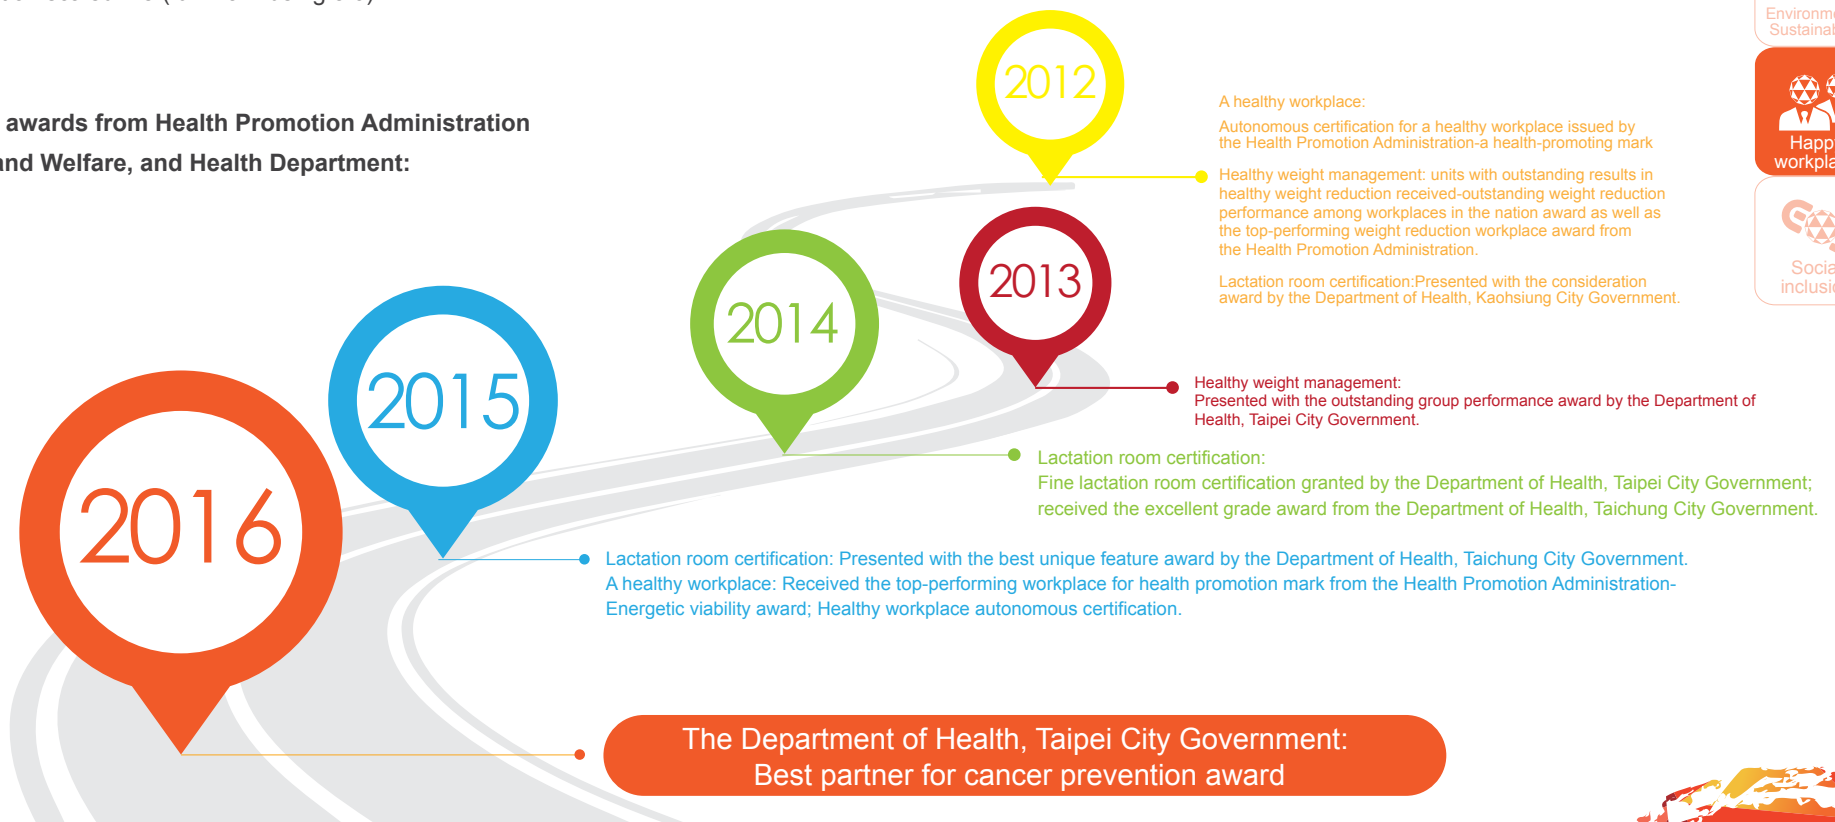 awards from Health Promotion Administration
and Welfare, and Health Department:
2012
A healthy workplace:
Autonomous certification for a healthy workplace issued by
the Health Promotion Administration-a health-promoting mark
Healthy weight management: units with outstanding results in
healthy weight reduction received-outstanding weight reduction
performance among workplaces in the nation award as well as
the top-performing weight reduction workplace award from
the Health Promotion Administration.
Lactation room certification:Presented with the consideration
award by the Department of Health, Kaohsiung City Government.
2013
Healthy weight management:
Presented with the outstanding group performance award by the Department of
Health, Taipei City Government.
2014
Lactation room certification:
Fine lactation room certification granted by the Department of Health, Taipei City Government;
received the excellent grade award from the Department of Health, Taichung City Government.
2015
Lactation room certification: Presented with the best unique feature award by the Department of Health, Taichung City Government.
A healthy workplace: Received the top-performing workplace for health promotion mark from the Health Promotion Administration-
Energetic viability award; Healthy workplace autonomous certification.
2016
The Department of Health, Taipei City Government:
Best partner for cancer prevention award
Environm
Sustainab
Happy
workpla
Socia
inclusi